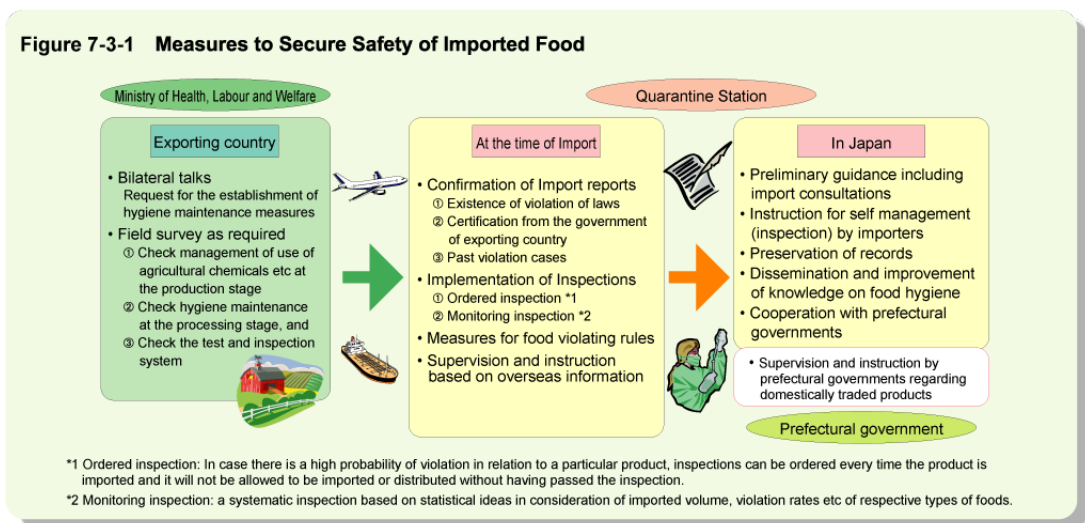 Figure 7-3-1 Measures to Secure Safety of Imported Food
Ministry of Health, Labour and Welfare
Quarantine Station
Exporting country
• Bilateral talks
Request for the establishment of
hygiene maintenance measures
• Field survey as required
① Check management of use of
agricultural chemicals etc at
the production stage
② Check hygiene maintenance
at the processing stage, and
③ Check the test and inspection
system
At the time of Import
• Confirmation of Import reports
① Existence of violation of laws
② Certification from the government
of exporting country
③ Past violation cases
• Implementation of Inspections
① Ordered inspection *1
② Monitoring inspection *2
• Measures for food violating rules
• Supervision and instruction
based on overseas information
In Japan
• Preliminary guidance including
import consultations
• Instruction for self management
(inspection) by importers
• Preservation of records
• Dissemination and improvement
of knowledge on food hygiene
• Cooperation with prefectural
governments
• Supervision and instruction by
prefectural governments regarding
domestically traded products
Prefectural government
*1 Ordered inspection: In case there is a high probability of violation in relation to a particular product, inspections can be ordered every time the product is
imported and it will not be allowed to be imported or distributed without having passed the inspection.
*2 Monitoring inspection: a systematic inspection based on statistical ideas in consideration of imported volume, violation rates etc of respective types of foods.